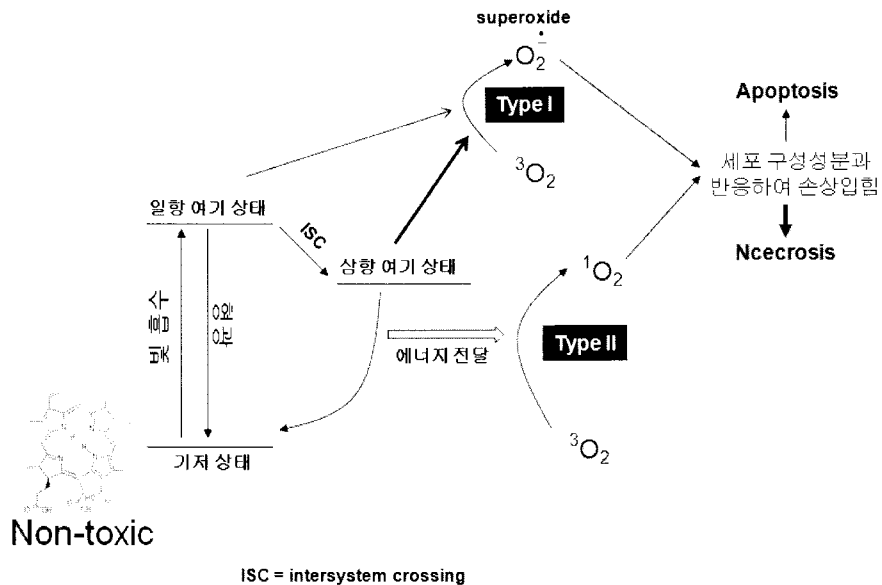 superoxide
O₂⁻̇
Type I
³O₂
Apoptosis
세포 구성성분과
반응하여 손상입힘
Ncecrosis
일항 여기 상태
ISC
삼항 여기 상태
빛 흡수
¹O₂
에너지 전달
Type II
³O₂
기저 상태
Non-toxic
ISC = intersystem crossing